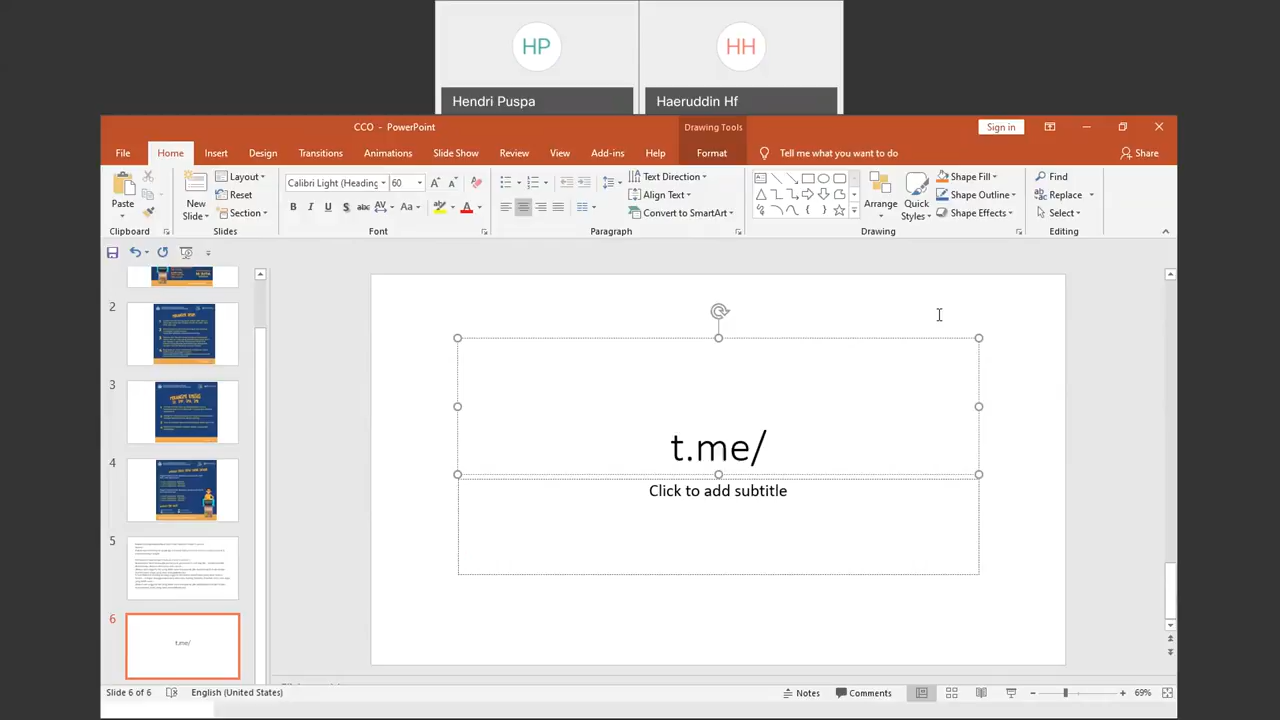 HP
HH
Hendri Puspa
Haeruddin Hf
CCO - PowerPoint
Drawing Tools
Sign in
File
Home
Insert
Design
Transitions
Animations
Slide Show
Review
View
Add-ins
Help
Format
Tell me what you want to do
Share
Paste
New
Slide
Layout
Reset
Section
Calibri Light (Heading
60
B
I
U
S
abc
AV
Aa
A
Text Direction
Align Text
Convert to SmartArt
Arrange
Quick
Styles
Shape Fill
Shape Outline
Shape Effects
Find
Replace
Select
Clipboard
Slides
Font
Paragraph
Drawing
Editing
2
3
4
5
6
t.me/
t.me/
Click to add subtitle
Slide 6 of 6
English (United States)
Notes
Comments
69%